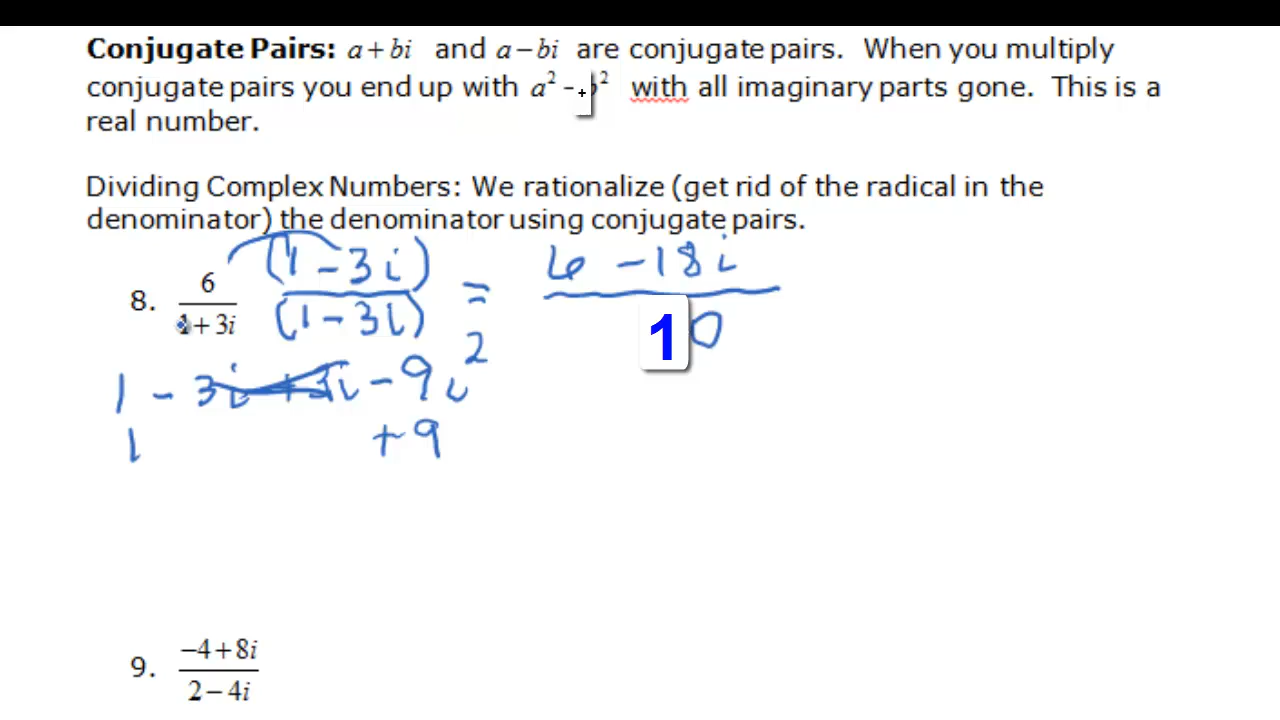 Conjugate Pairs: a + bi and a − bi are conjugate pairs. When you multiply
conjugate pairs you end up with a² -+b² with all imaginary parts gone. This is a
real number.
Dividing Complex Numbers: We rationalize (get rid of the radical in the
denominator) the denominator using conjugate pairs.
8. 6/(1+3i) (1-3i)/(1-3i) = (6-18i)/10
1 - 3i + 3i - 9i²
1 +9
9. (−4+8i)/(2−4i)